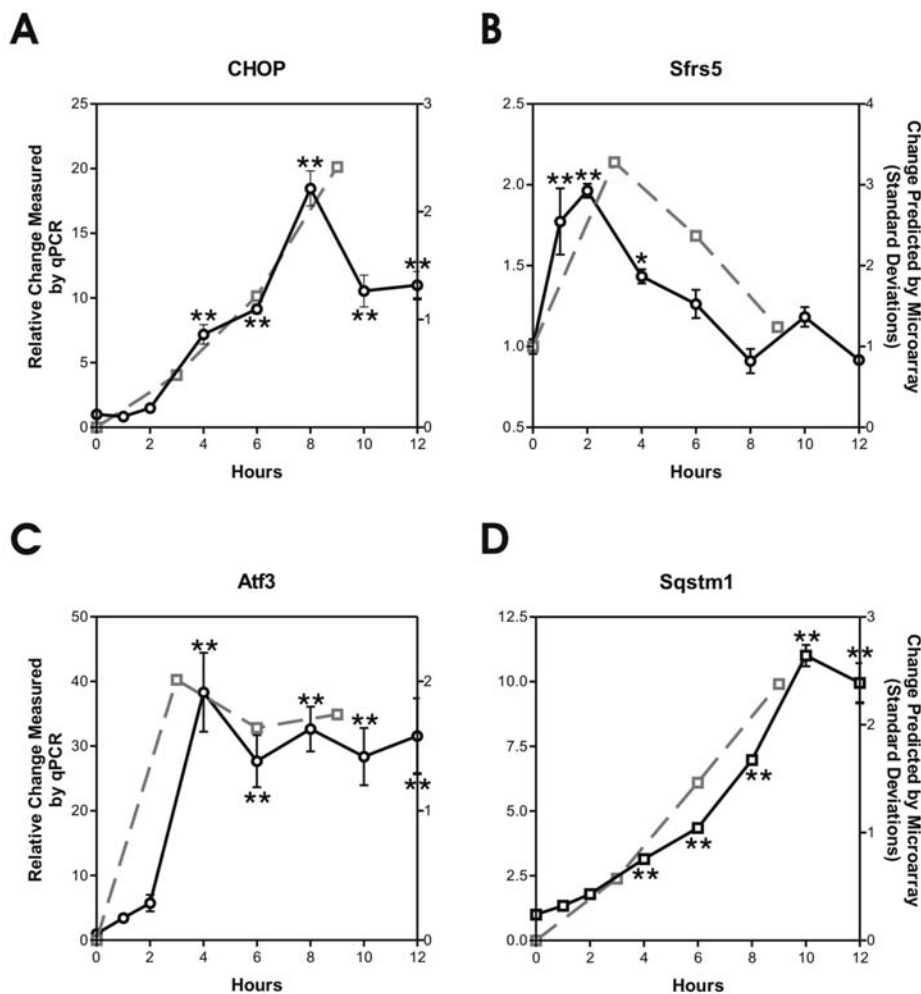 A
CHOP
Relative Change Measured
by qPCR
25
20
15
10
5
0
3
2
1
0
**
**
**
**
**
0 2 4 6 8 10 12
Hours
B
Sfrs5
2.5
2.0
1.5
1.0
0.5
4
3
2
1
0
** **
*
0 2 4 6 8 10 12
Hours
Change Predicted by Microarray
(Standard Deviations)
C
Atf3
Relative Change Measured
by qPCR
50
40
30
20
10
0
2
1
0
**
**
**
**
**
0 2 4 6 8 10 12
Hours
D
Sqstm1
12.5
10.0
7.5
5.0
2.5
0.0
3
2
1
0
**
**
**
**
**
0 2 4 6 8 10 12
Hours
Change Predicted by Microarray
(Standard Deviations)